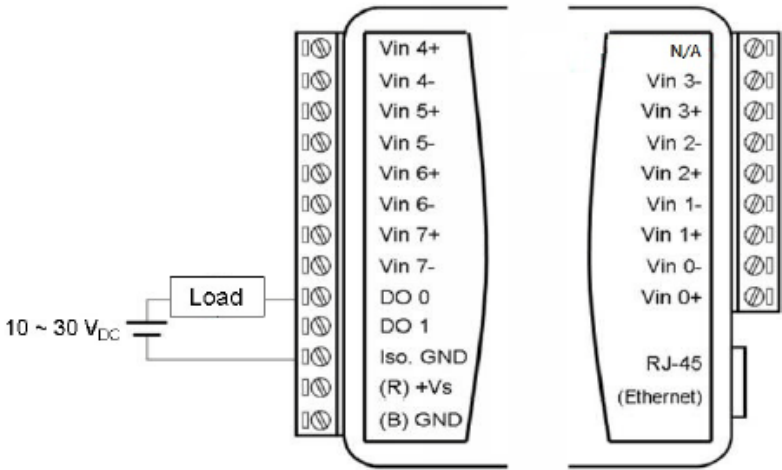 Vin 4+
Vin 4-
Vin 5+
Vin 5-
Vin 6+
Vin 6-
Vin 7+
Vin 7-
DO 0
DO 1
Iso. GND
(R) +Vs
(B) GND
Load
10 ~ 30 VDC
N/A
Vin 3-
Vin 3+
Vin 2-
Vin 2+
Vin 1-
Vin 1+
Vin 0-
Vin 0+
RJ-45
(Ethernet)